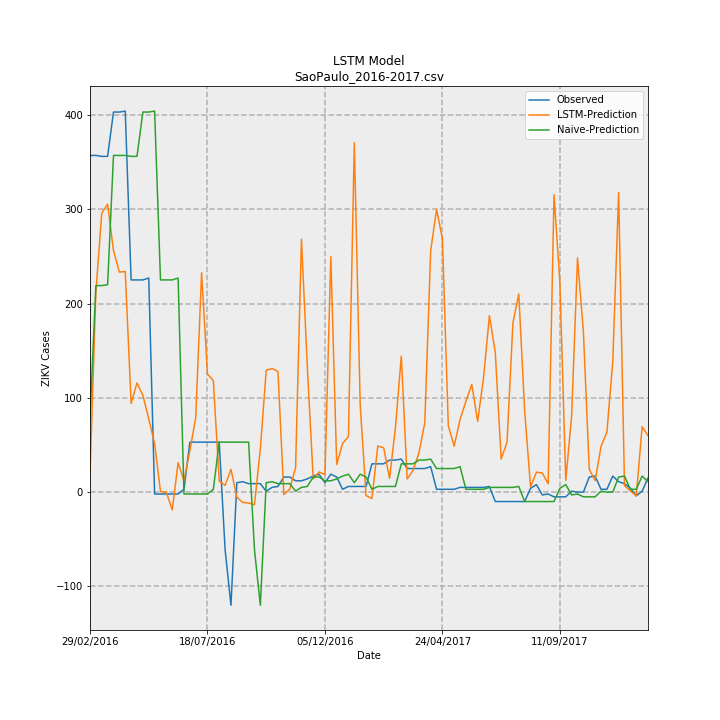 LSTM Model
SaoPaulo_2016-2017.csv
Observed
LSTM-Prediction
Naive-Prediction
ZIKV Cases
400
300
200
100
0
−100
29/02/2016 18/07/2016 05/12/2016 24/04/2017 11/09/2017
Date